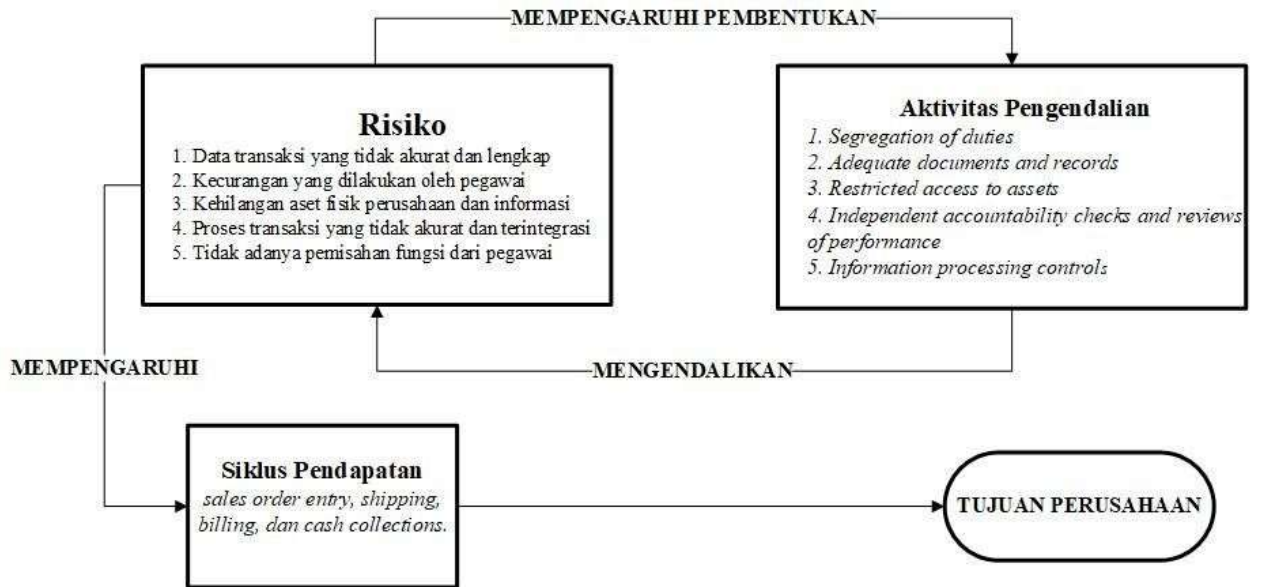 MEMPENGARUHI PEMBENTUKAN
Risiko
1. Data transaksi yang tidak akurat dan lengkap
2. Kecurangan yang dilakukan oleh pegawai
3. Kehilangan aset fisik perusahaan dan informasi
4. Proses transaksi yang tidak akurat dan terintegrasi
5. Tidak adanya pemisahan fungsi dari pegawai
Aktivitas Pengendalian
1. Segregation of duties
2. Adequate documents and records
3. Restricted access to assets
4. Independent accountability checks and reviews
of performance
5. Information processing controls
MEMPENGARUHI
MENGENDALIKAN
Siklus Pendapatan
sales order entry, shipping,
billing, dan cash collections.
TUJUAN PERUSAHAAN